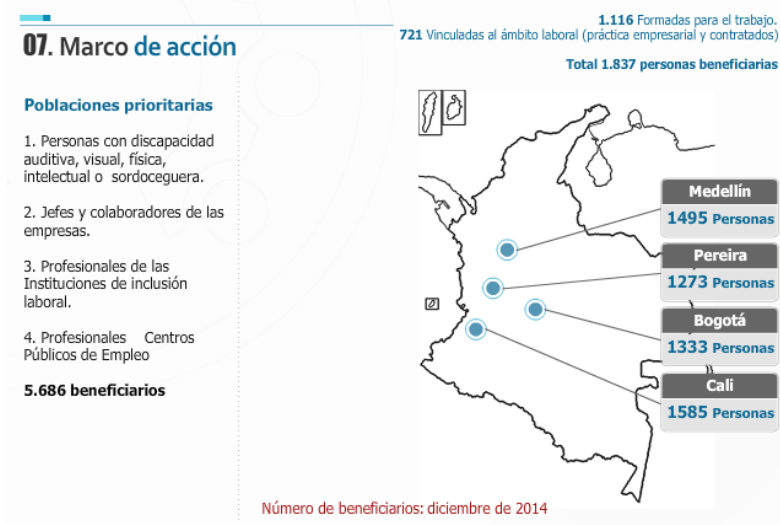 07. Marco de acción
1.116 Formadas para el trabajo.
721 Vinculadas al ámbito laboral (práctica empresarial y contratados)
Total 1.837 personas beneficiarias
Poblaciones prioritarias
1. Personas con discapacidad
auditiva, visual, física,
intelectual o sordoceguera.
2. Jefes y colaboradores de las
empresas.
3. Profesionales de las
Instituciones de inclusión
laboral.
4. Profesionales Centros
Públicos de Empleo
5.686 beneficiarios
Medellín
1495 Personas
Pereira
1273 Personas
Bogotá
1333 Personas
Cali
1585 Personas
Número de beneficiarios: diciembre de 2014